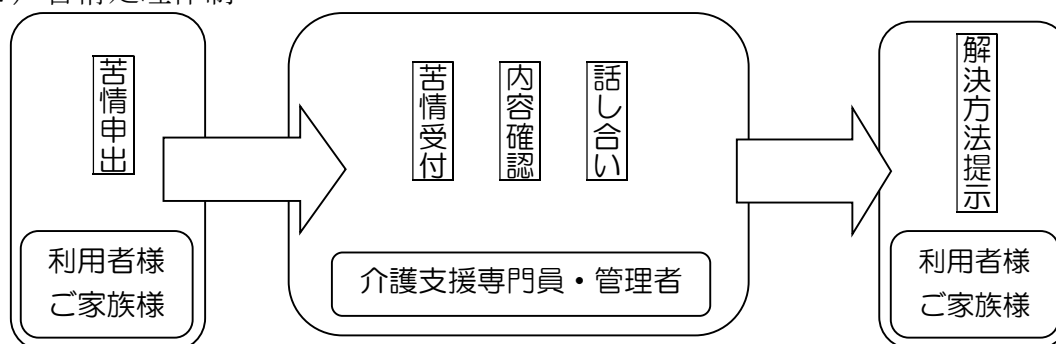 苦情処理体制
苦情申出
利用者様
ご家族様
苦情受付
内容確認
話し合い
介護支援専門員・管理者
解決方法提示
利用者様
ご家族様